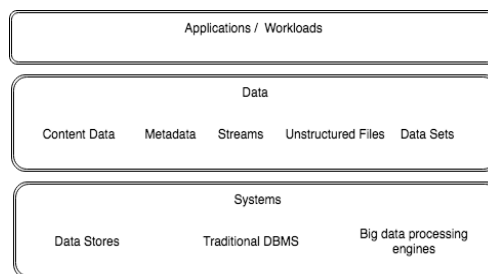 Applications / Workloads
Data
Content Data Metadata Streams Unstructured Files Data Sets
Systems
Data Stores Traditional DBMS Big data processing
engines